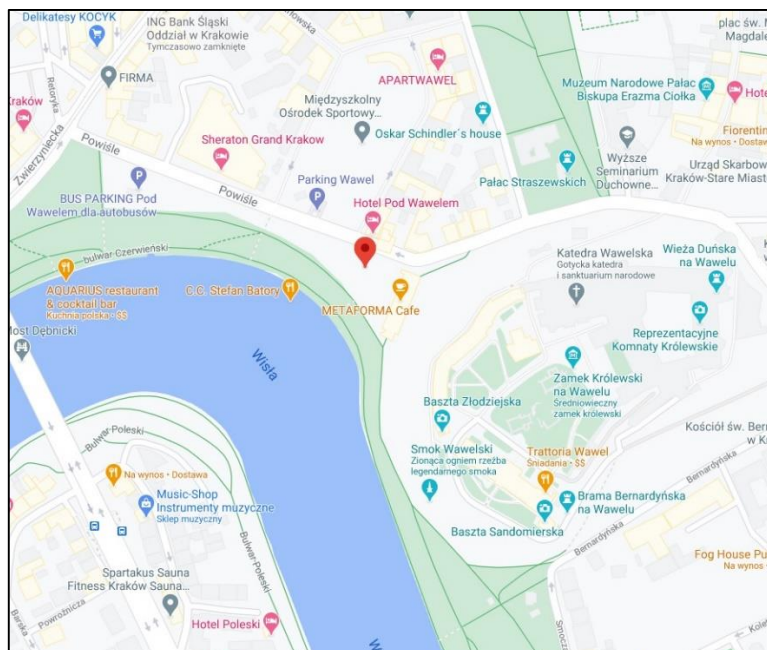 Delikatesy KOCYK
ING Bank Śląski
Oddział w Krakowie
Tymczasowo zamknięte
FIRMA
Retoryka
Kraków
Zwierzyniecka
Powiśle
APARTWAWEL
Międzyszkolny
Ośrodek Sportowy...
Sheraton Grand Krakow
Oskar Schindler´s house
plac św. M
Magdale
Muzeum Narodowe Pałac
Biskupa Erazma Ciołka
Hote
Fiorentin
Na wynos • Dostaw
Wyższe
Seminarium
Duchowne...
Urząd Skarbow
Kraków-Stare Miast
Pałac Straszewskich
Parking Wawel
Powiśle
BUS PARKING Pod
Wawelem dla autobusów
Hotel Pod Wawelem
bulwar Czerwieński
AQUARIUS restaurant
& cocktail bar
Kuchnia polska • $$
C.C. Stefan Batory
METAFORMA Cafe
Katedra Wawelska
Gotycka katedra
i sanktuarium narodowe
Wieża Duńska
na Wawelu
Reprezentacyjne
Komnaty Królewskie
Most Dębnicki
Wisła
Zamek Królewski
na Wawelu
Średniowieczny
zamek królewski
Baszta Złodziejska
Kościół św. Bern
w K
Smok Wawelski
Zionąca ogniem rzeźba
legendarnego smoka
Trattoria Wawel
Śniadania • $$
Bernardyńska
Brama Bernardyńska
na Wawelu
Baszta Sandomierska
Bernardyńska
Bulwar Poleski
Na wynos • Dostawa
Music-Shop
Instrumenty muzyczne
Sklep muzyczny
Bulwar Poleski
Spartakus Sauna
Fitness Kraków Sauna...
Powroźnicza
Barska
Hotel Poleski
Fog House Pu
Na wynos •
Smocza
Kolet
W